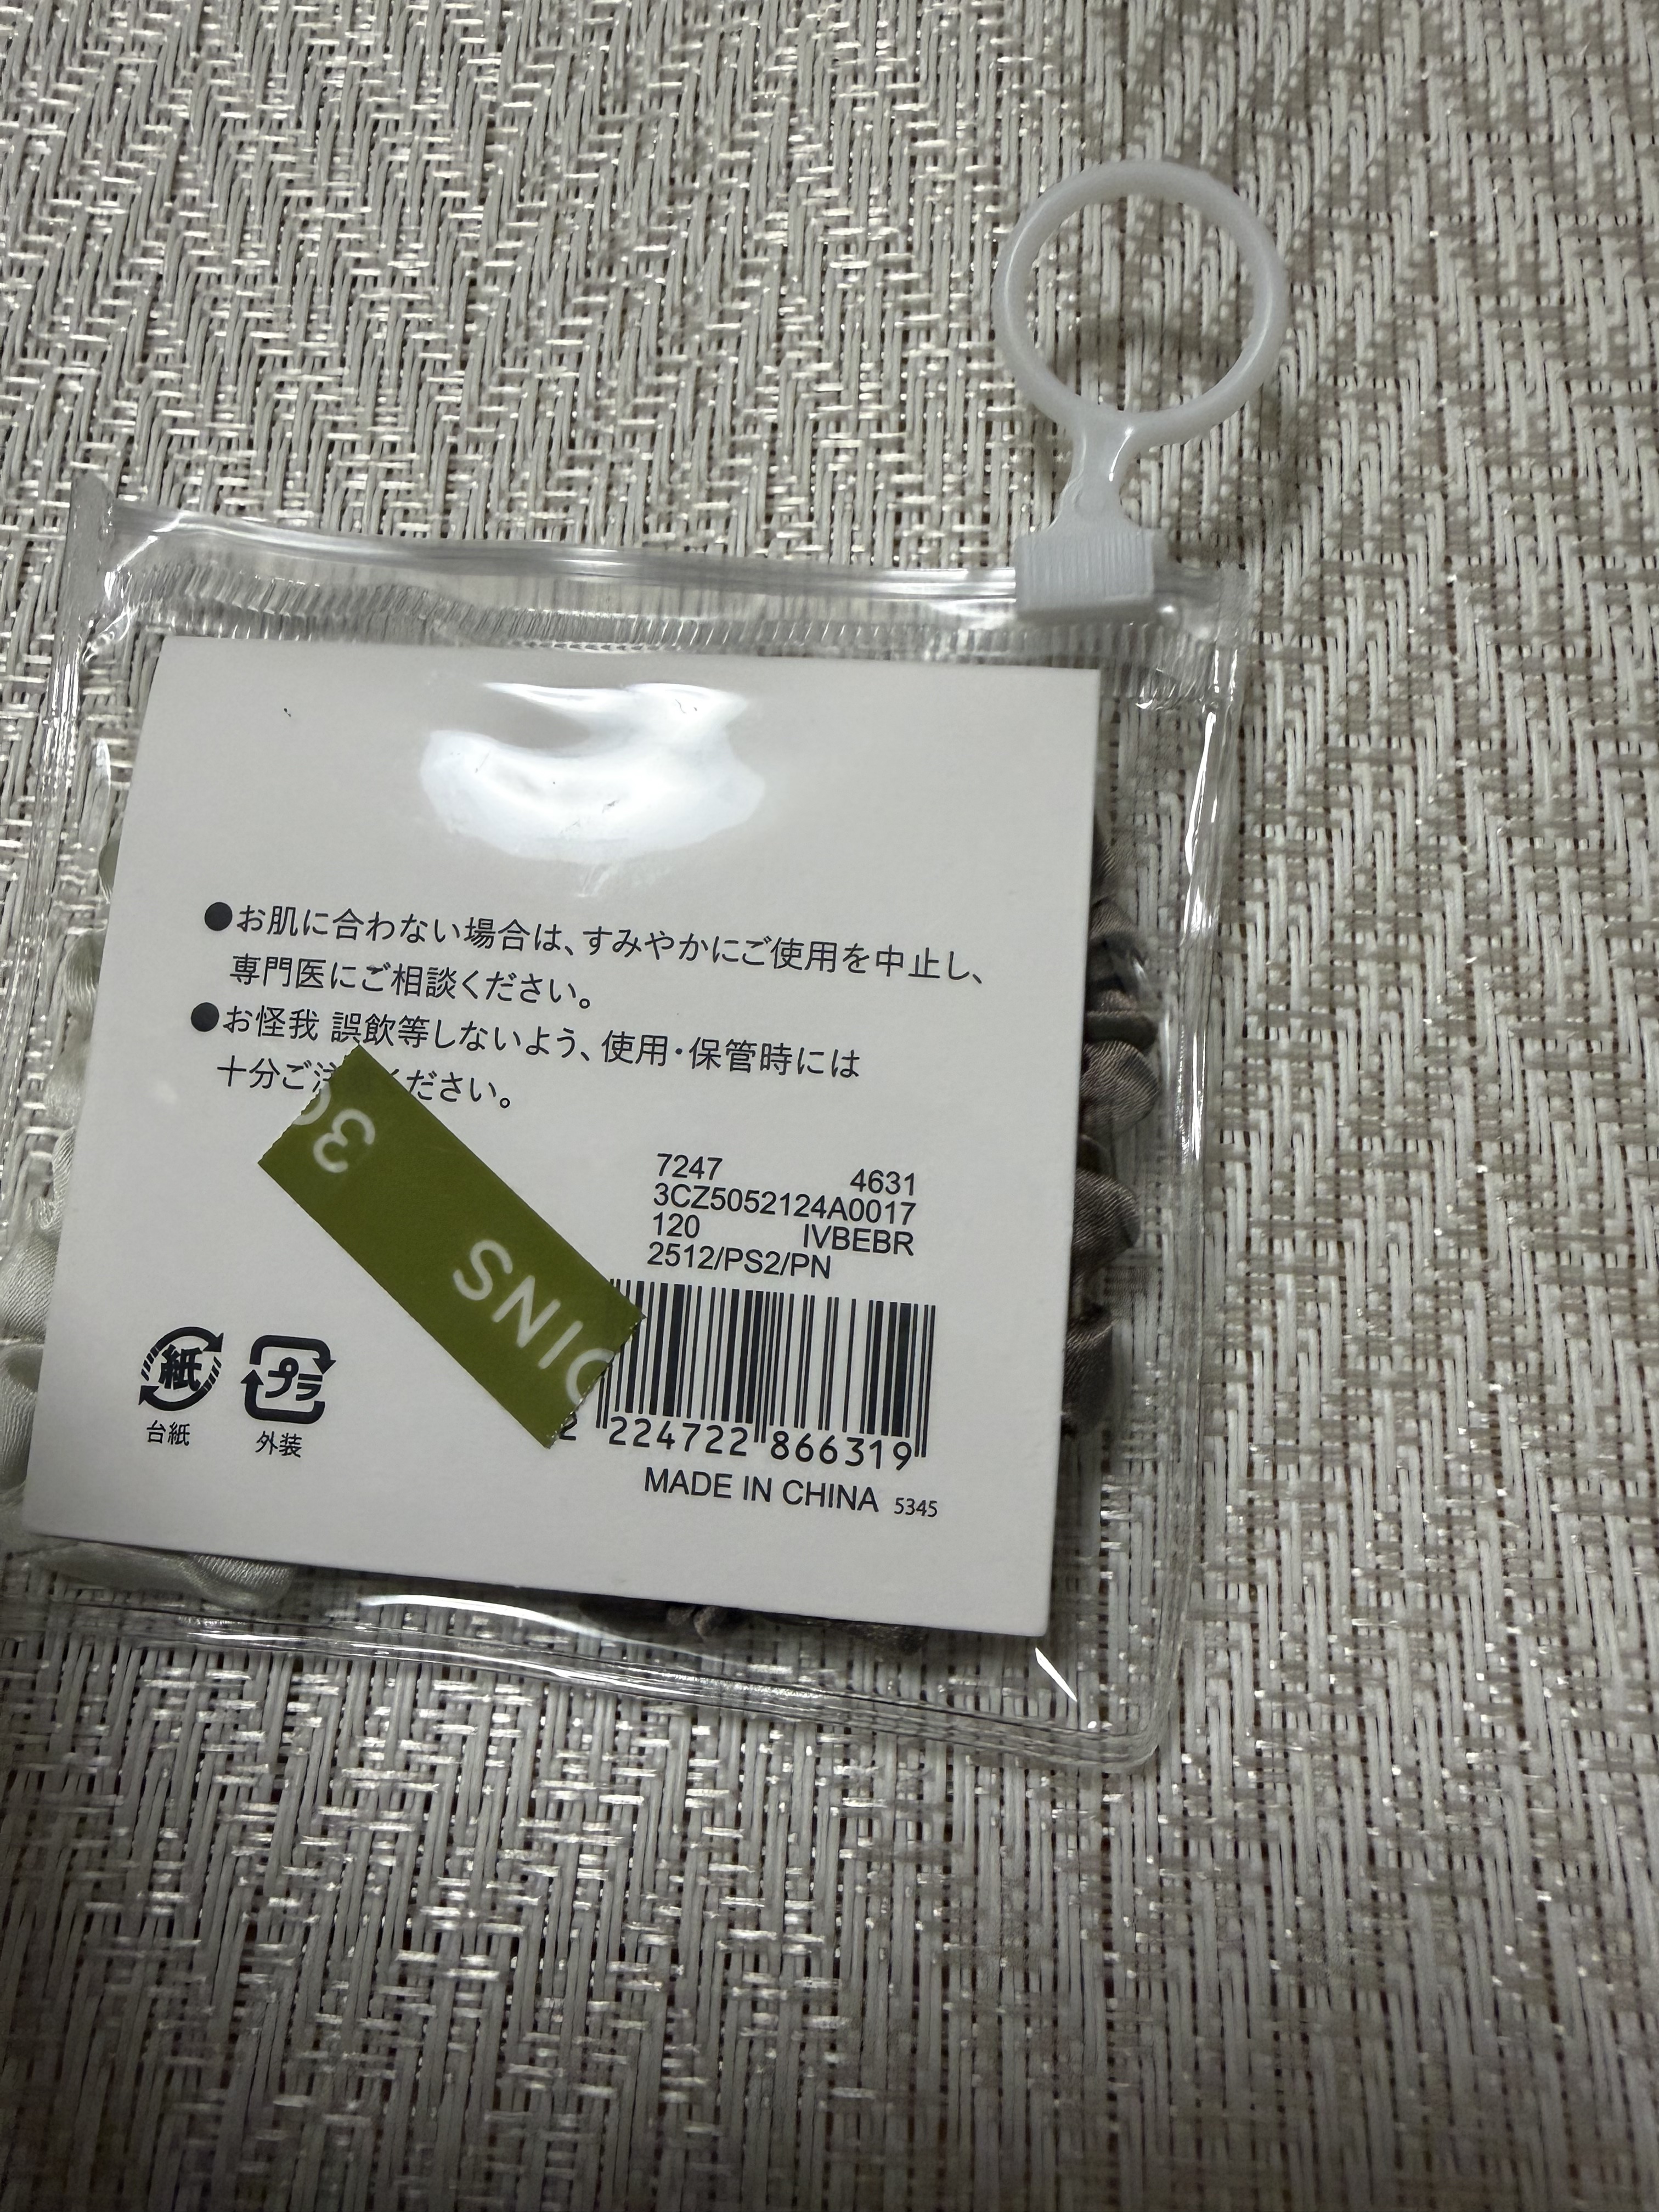 ●お肌に合わない場合は、すみやかにご使用を中止し、
専門医にご相談ください。
●お怪我 誤飲等しないよう、使用・保管時には
十分ご ください。
3C
OINS
7247 4631
3CZ5052124A0017
120 IVBEBR
2512/PS2/PN
2 224722 866319
MADE IN CHINA 5345
紙 プラ
台紙 外装